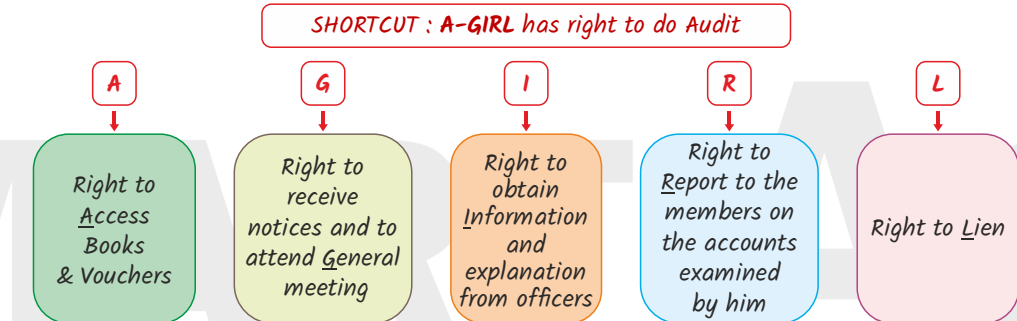 SHORTCUT : A-GIRL has right to do Audit
A
G
I
R
L
Right to
Access
Books
& Vouchers
Right to
receive
notices and to
attend General
meeting
Right to
obtain
Information
and
explanation
from officers
Right to
Report to the
members on
the accounts
examined
by him
Right to Lien